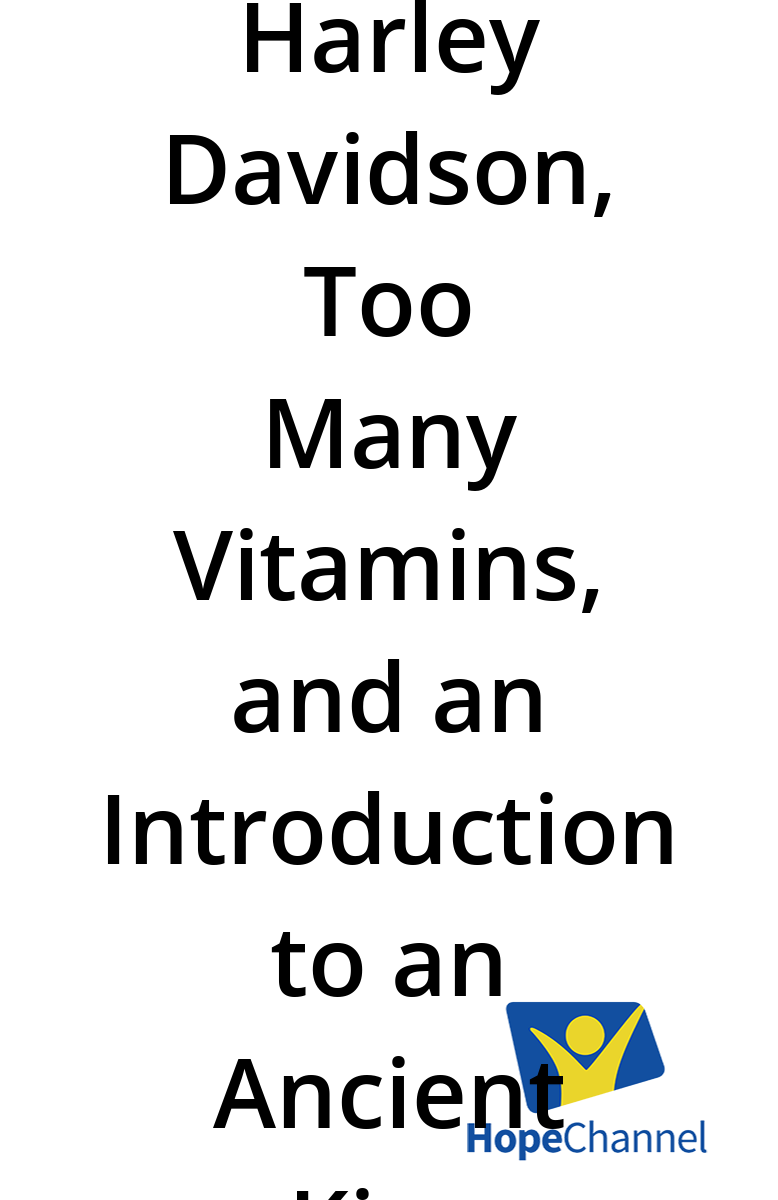 Harley
Davidson,
Too
Many
Vitamins,
and an
Introduction
to an
Ancient
HopeChannel